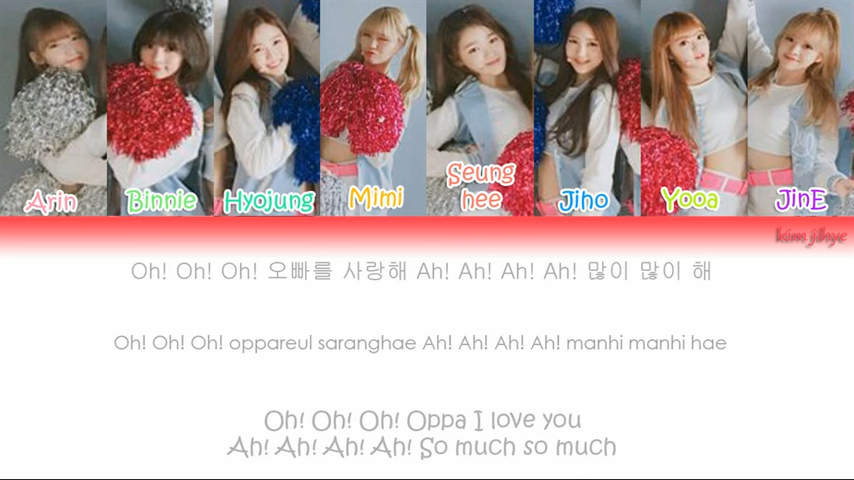 Arin Binnie Hyojung Mimi Seung hee Jiho Yooa JinE
kim jihye
Oh! Oh! Oh! 오빠를 사랑해 Ah! Ah! Ah! Ah! 많이 많이 해
Oh! Oh! Oh! oppareul saranghae Ah! Ah! Ah! Ah! manhi manhi hae
Oh! Oh! Oh! Oppa I love you
Ah! Ah! Ah! Ah! So much so much